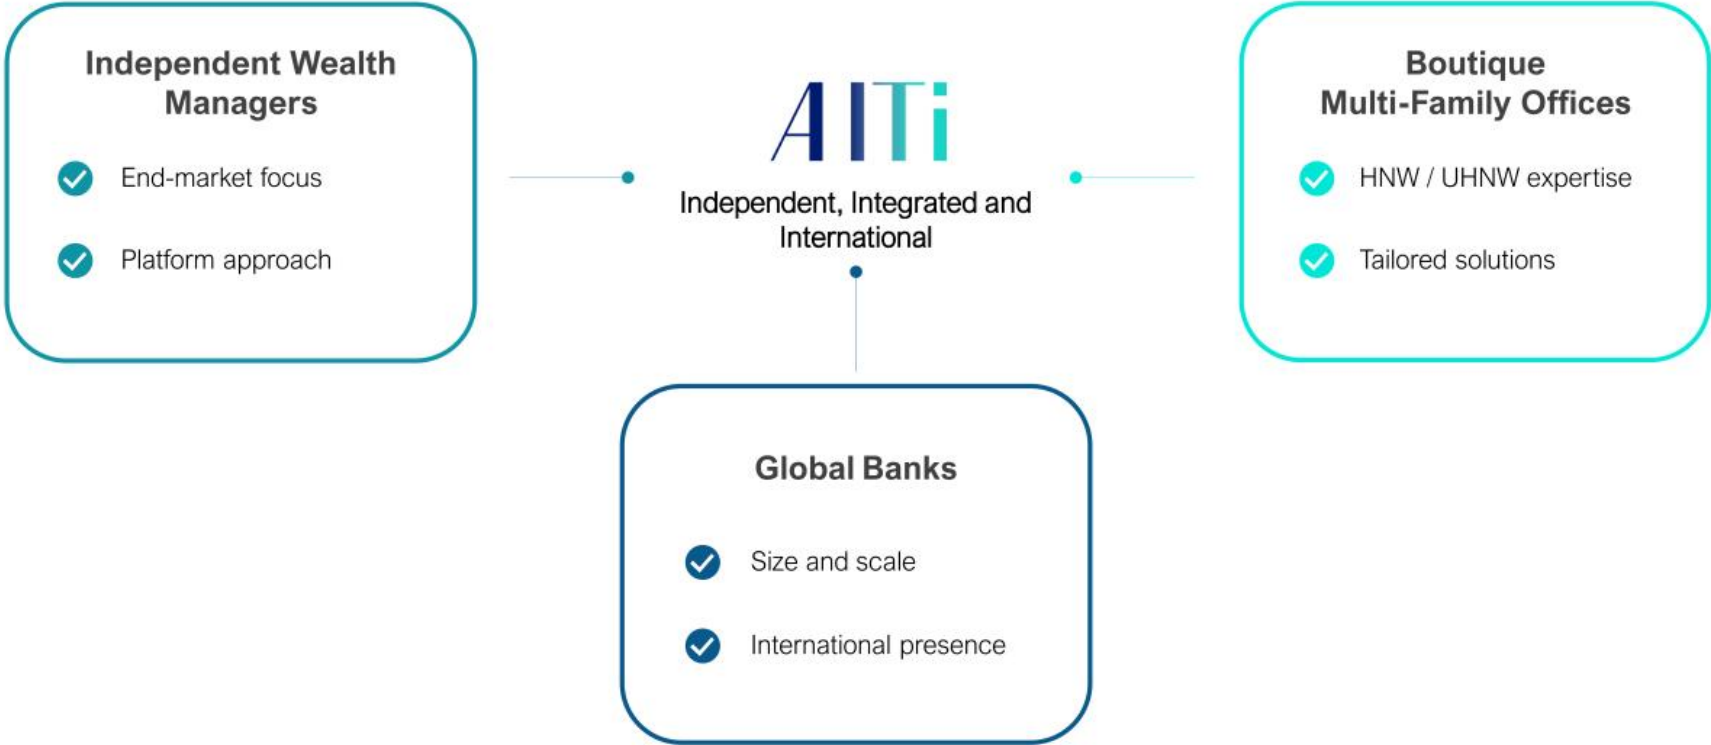 Independent Wealth
Managers
End-market focus
Platform approach
AlTi
Independent, Integrated and
International
Boutique
Multi-Family Offices
HNW / UHNW expertise
Tailored solutions
Global Banks
Size and scale
International presence